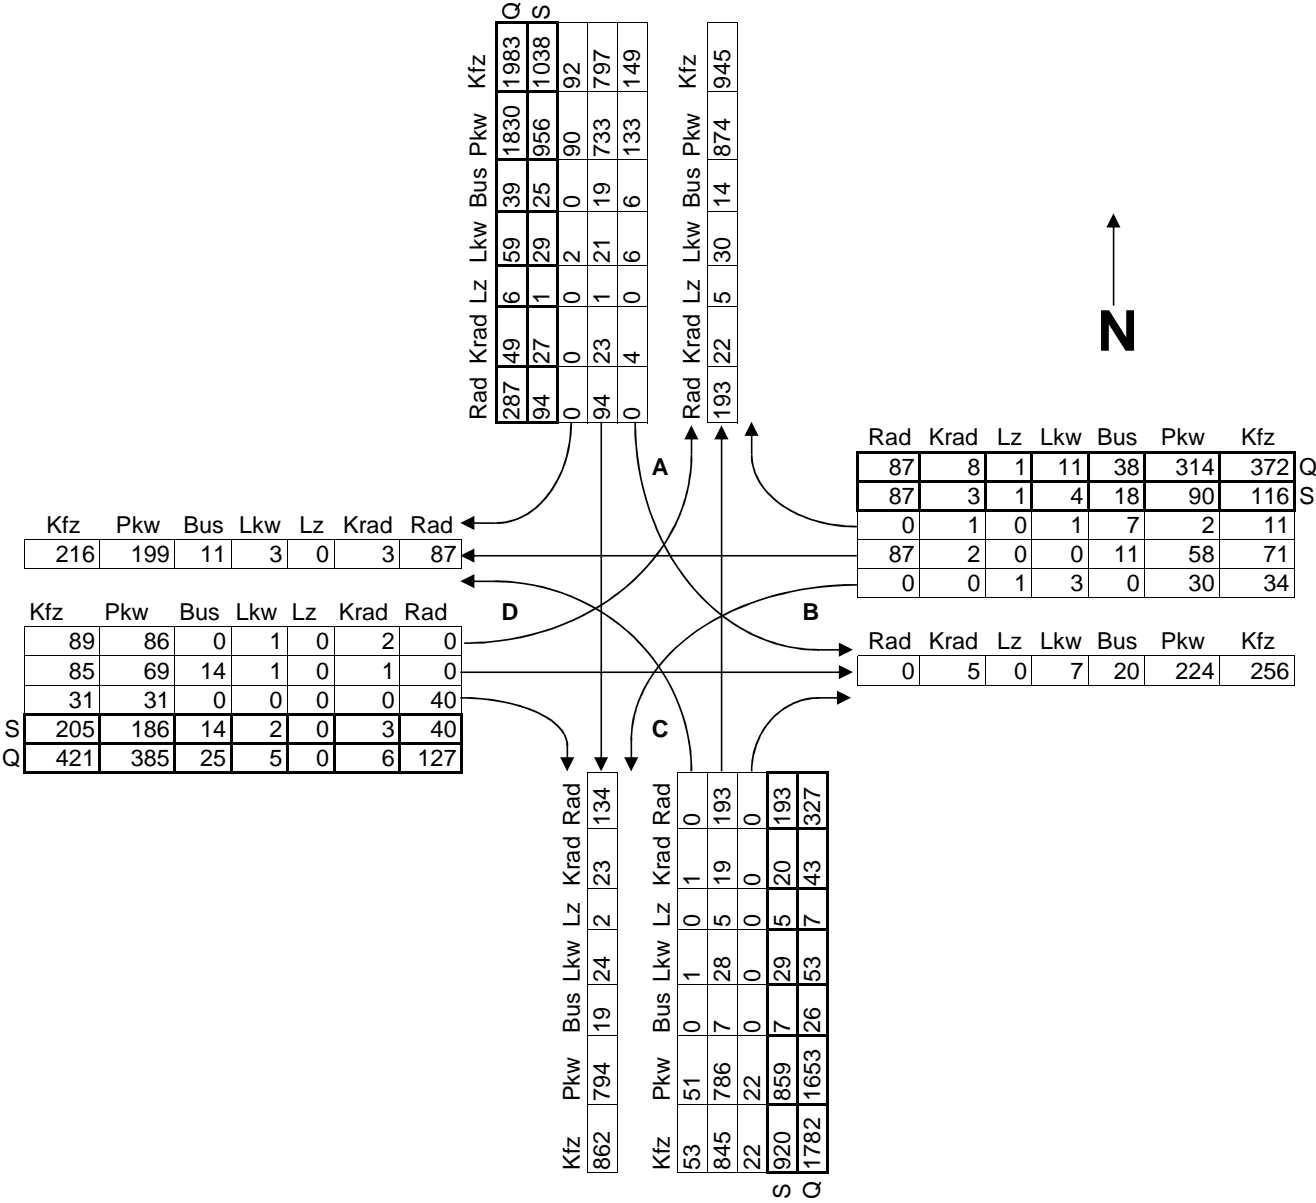 Q S
Kfz 1983 1038 92 797 149
Pkw 1830 956 90 733 133
Bus 39 25 0 19 6
Lkw 59 29 2 21 6
Lz 6 1 0 1 0
Krad 49 27 0 23 4
Rad 287 94 0 94 0
Kfz 945
Pkw 874
Bus 14
Lkw 30
Lz 5
Krad 22
Rad 193
N
A
Rad Krad Lz Lkw Bus Pkw Kfz
87 8 1 11 38 314 372 Q
87 3 1 4 18 90 116 S
0 1 0 1 7 2 11
87 2 0 0 11 58 71
0 0 1 3 0 30 34
Kfz Pkw Bus Lkw Lz Krad Rad
216 199 11 3 0 3 87
D
B
Kfz Pkw Bus Lkw Lz Krad Rad
89 86 0 1 0 2 0
85 69 14 1 0 1 0
31 31 0 0 0 0 40
S 205 186 14 2 0 3 40
Q 421 385 25 5 0 6 127
Rad Krad Lz Lkw Bus Pkw Kfz
0 5 0 7 20 224 256
C
Rad 134
Krad 23
Lz 2
Lkw 24
Bus 19
Pkw 794
Kfz 862
Rad 0 193 0 193 327
Krad 1 19 0 20 43
Lz 0 5 0 5 7
Lkw 1 28 0 29 53
Bus 0 7 0 7 26
Pkw 51 786 22 859 1653
Kfz 53 845 22 920 1782
S Q